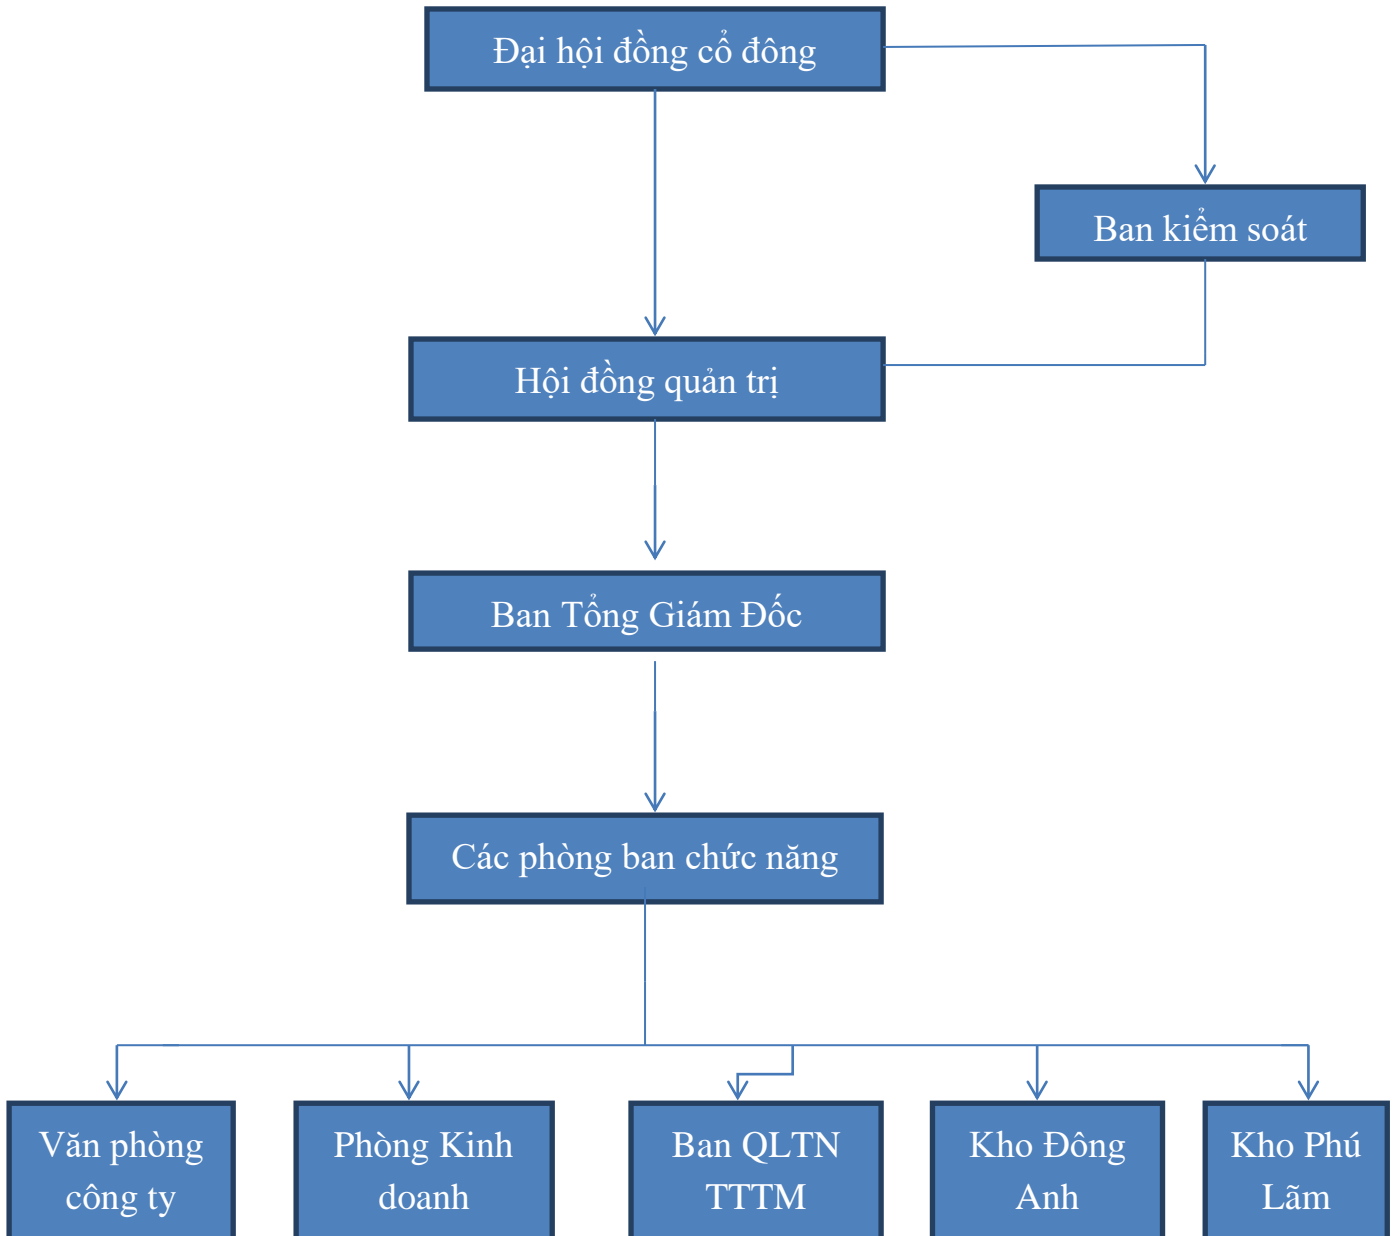 Đại hội đồng cổ đông
Ban kiểm soát
Hội đồng quản trị
Ban Tổng Giám Đốc
Các phòng ban chức năng
Văn phòng
công ty
Phòng Kinh
doanh
Ban QLTN
TTTM
Kho Đông
Anh
Kho Phú
Lãm